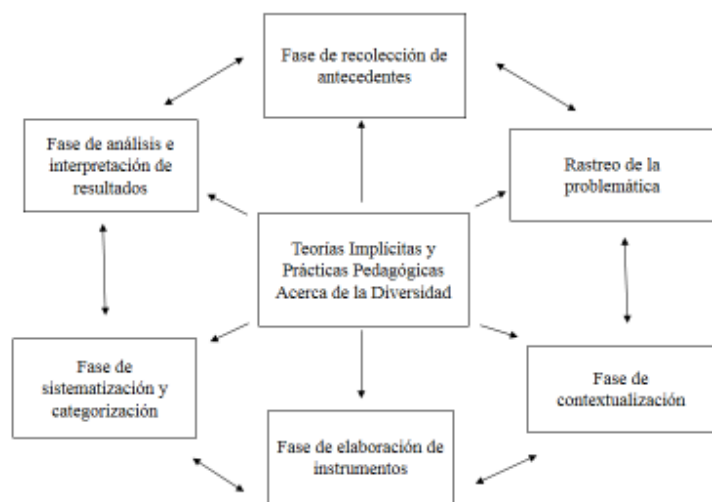 Fase de recolección de
antecedentes
Fase de análisis e
interpretación de
resultados
Rastreo de la
problemática
Teorías Implícitas y
Prácticas Pedagógicas
Acerca de la Diversidad
Fase de
sistematización y
categorización
Fase de
contextualización
Fase de elaboración de
instrumentos